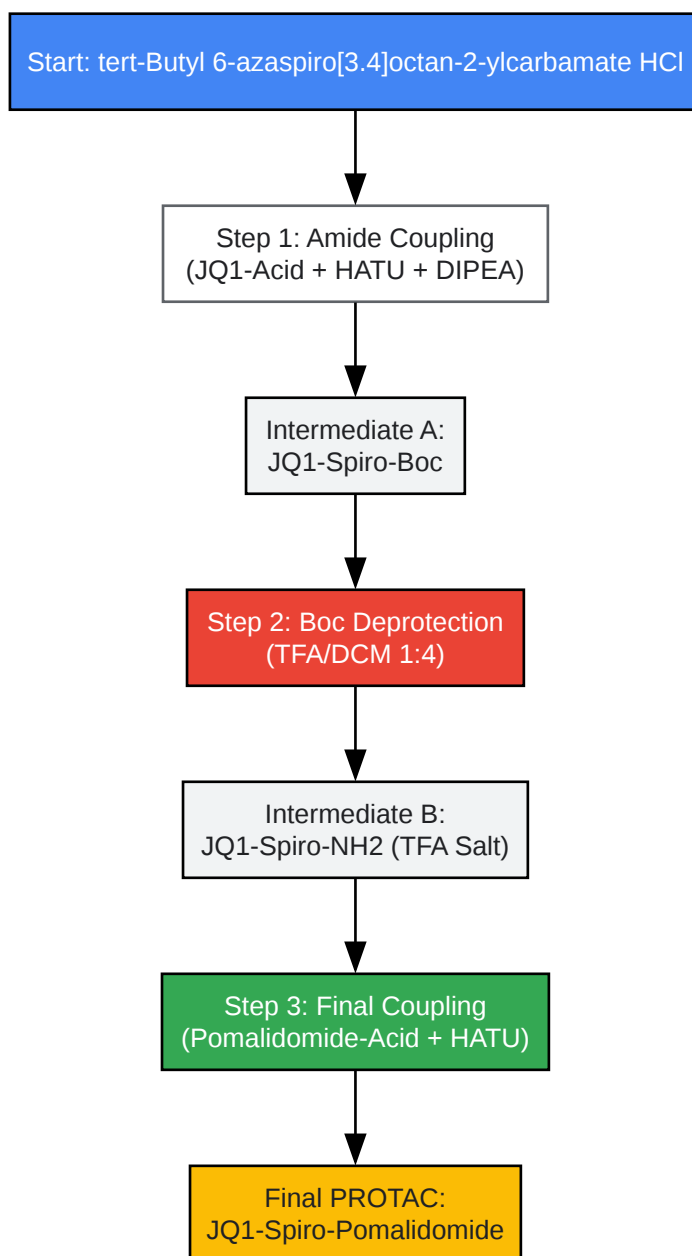 Start: tert-Butyl 6-azaspiro[3.4]octan-2-ylcarbamate HCl
Step 1: Amide Coupling
(JQ1-Acid + HATU + DIPEA)
Intermediate A:
JQ1-Spiro-Boc
Step 2: Boc Deprotection
(TFA/DCM 1:4)
Intermediate B:
JQ1-Spiro-NH2 (TFA Salt)
Step 3: Final Coupling
(Pomalidomide-Acid + HATU)
Final PROTAC:
JQ1-Spiro-Pomalidomide